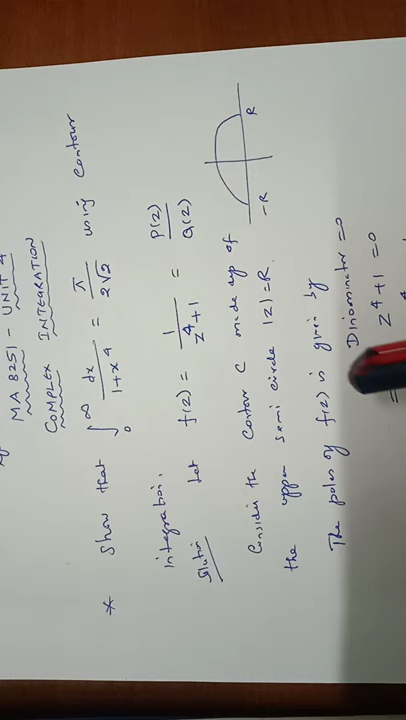 MA 8251 - UNIT 4
COMPLEX INTEGRATION
* Show that ∫₀^∞ dx/(1+x⁴) = π/(2√2) using contour
integration.
Solution Let f(z) = 1/(z⁴+1) = P(z)/Q(z)
Consider the contour C made up of
the upper semi circle |z|=R.
-R R
The poles of f(z) is given by
Dinominator = 0
z⁴+1 = 0